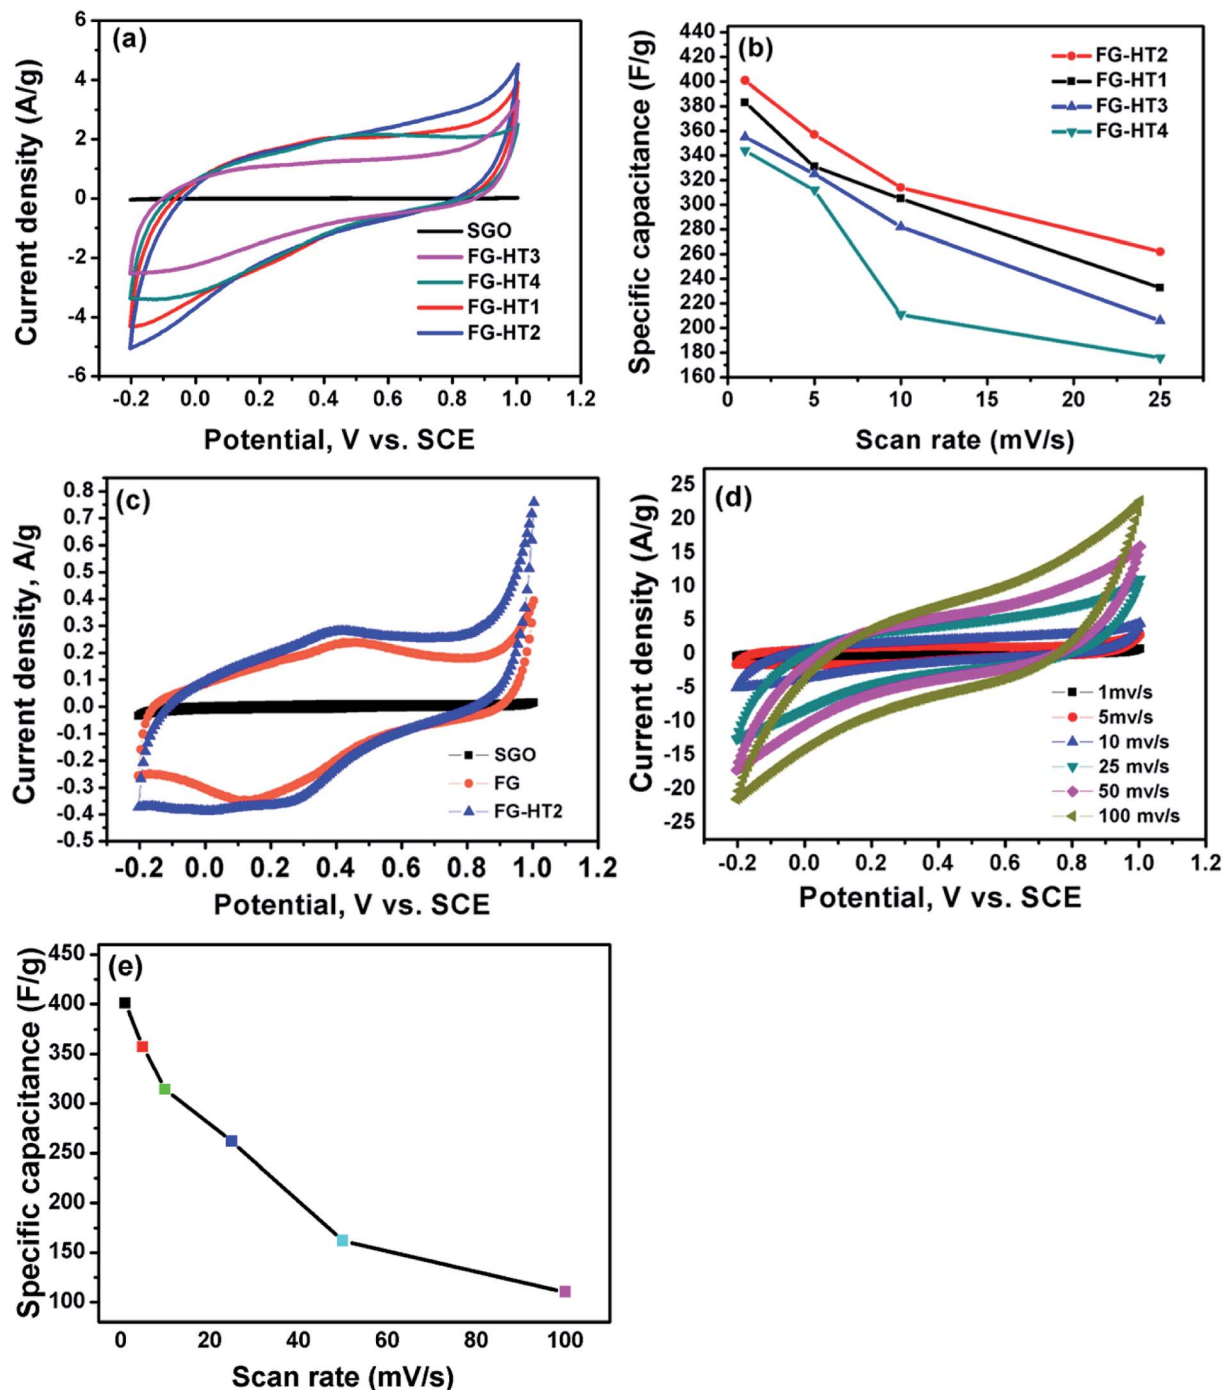 (a)
Current density (A/g)
6
4
2
0
-2
-4
-6
SGO
FG-HT3
FG-HT4
FG-HT1
FG-HT2
-0.2 0.0 0.2 0.4 0.6 0.8 1.0 1.2
Potential, V vs. SCE
(b)
Specific capacitance (F/g)
440
420
400
380
360
340
320
300
280
260
240
220
200
180
160
FG-HT2
FG-HT1
FG-HT3
FG-HT4
0 5 10 15 20 25
Scan rate (mV/s)
(c)
Current density, A/g
0.8
0.7
0.6
0.5
0.4
0.3
0.2
0.1
0.0
-0.1
-0.2
-0.3
-0.4
-0.5
SGO
FG
FG-HT2
-0.2 0.0 0.2 0.4 0.6 0.8 1.0 1.2
Potential, V vs. SCE
(d)
Current density (A/g)
25
20
15
10
5
0
-5
-10
-15
-20
-25
1mv/s
5mv/s
10 mv/s
25 mv/s
50 mv/s
100 mv/s
-0.2 0.0 0.2 0.4 0.6 0.8 1.0 1.2
Potential, V vs. SCE
(e)
Specific capacitance (F/g)
450
400
350
300
250
200
150
100
0 20 40 60 80 100
Scan rate (mV/s)